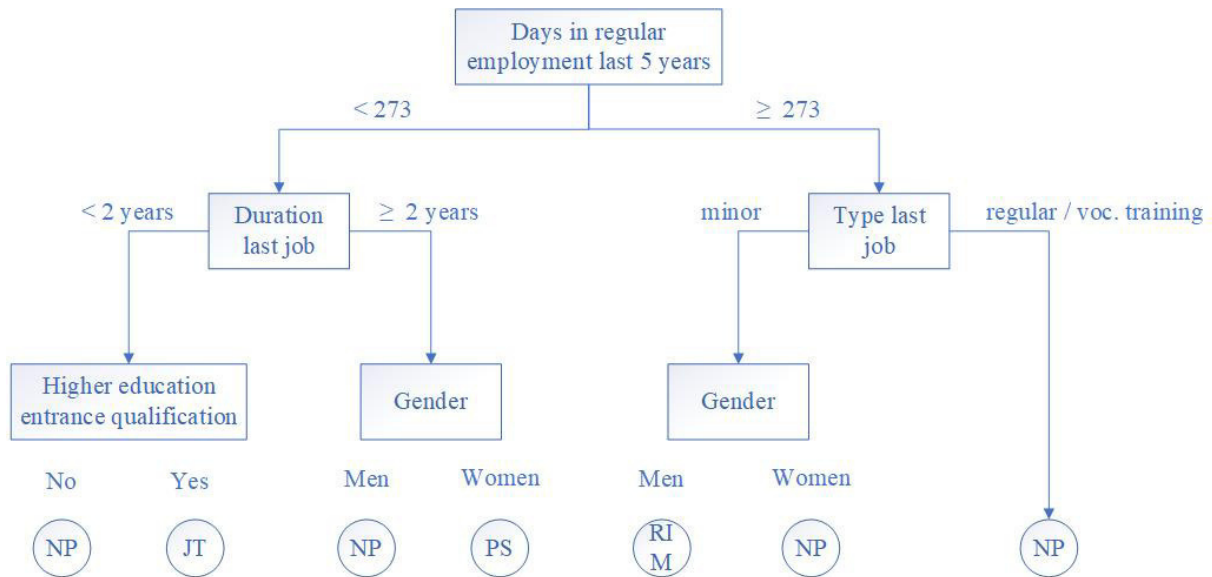 Days in regular
employment last 5 years
< 273
≥ 273
< 2 years
Duration
last job
≥ 2 years
minor
Type last
job
regular / voc. training
Higher education
entrance qualification
Gender
Gender
No
Yes
Men
Women
Men
Women
NP
JT
NP
PS
RI
M
NP
NP